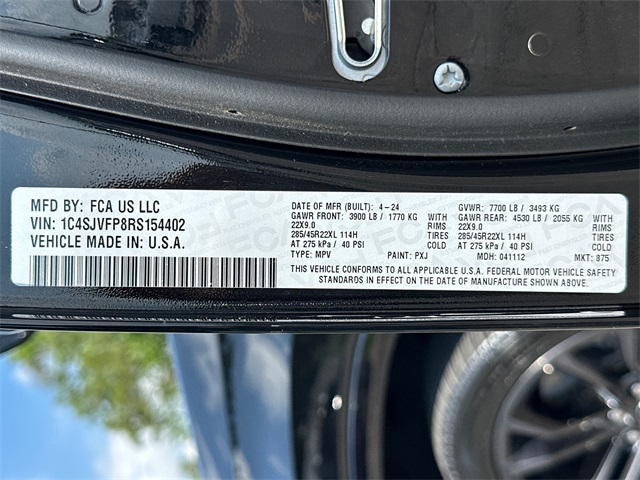 MFD BY: FCA US LLC
VIN: 1C4SJVFP8RS154402
VEHICLE MADE IN: U.S.A.
DATE OF MFR (BUILT): 4-24 GVWR: 7700 LB / 3493 KG
GAWR FRONT: 3900 LB / 1770 KG WITH GAWR REAR: 4530 LB / 2055 KG WITH
22X9.0 RIMS 22X9.0 RIMS
285/45R22XL 114H TIRES 285/45R22XL 114H TIRES
AT 275 kPa / 40 PSI COLD AT 275 kPa / 40 PSI COLD
TYPE: MPV PAINT: PXJ MDH: 041112 MKT: 875
THIS VEHICLE CONFORMS TO ALL APPLICABLE U.S.A. FEDERAL MOTOR VEHICLE SAFETY
STANDARDS IN EFFECT ON THE DATE OF MANUFACTURE SHOWN ABOVE.